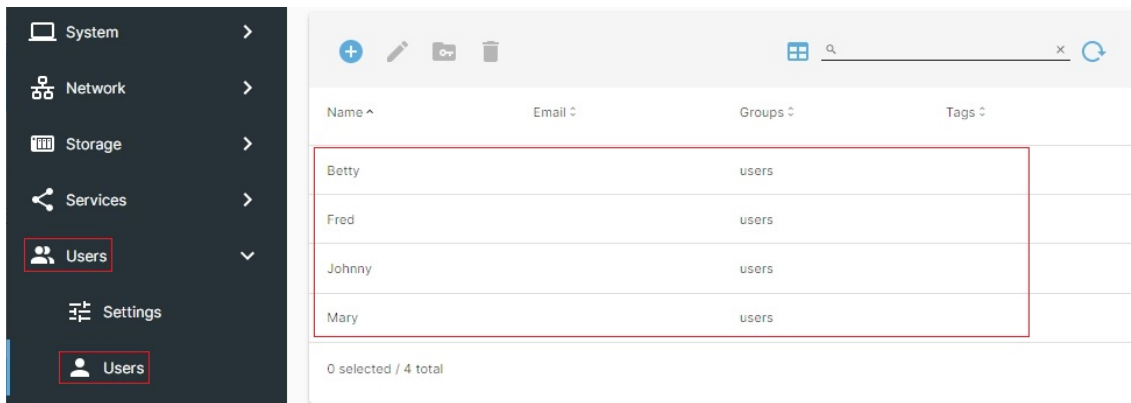 System
Network
Storage
Services
Users
Settings
Users
Name Email Groups Tags
Betty users
Fred users
Johnny users
Mary users
0 selected / 4 total